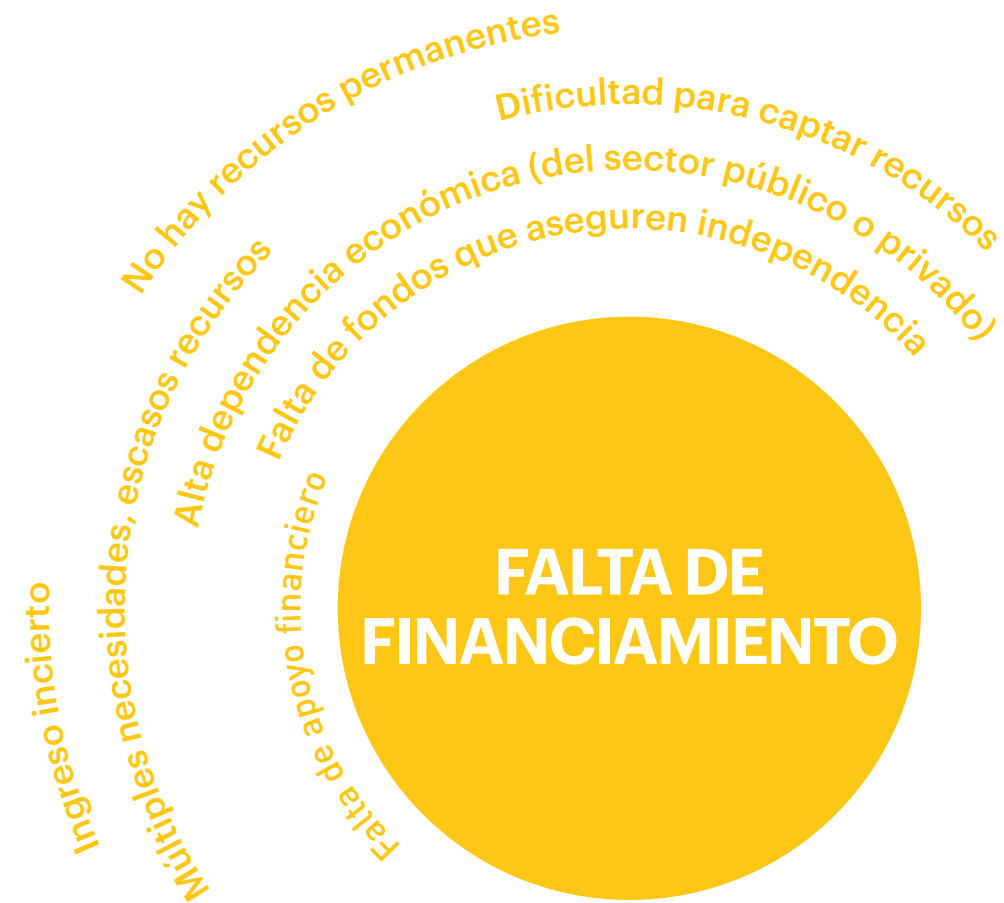 No hay recursos permanentes
Dificultad para captar recursos
Alta dependencia económica (del sector público o privado)
Falta de fondos que aseguren independencia
Múltiples necesidades, escasos recursos
Falta de apoyo financiero
Ingreso incierto
FALTA DE
FINANCIAMIENTO